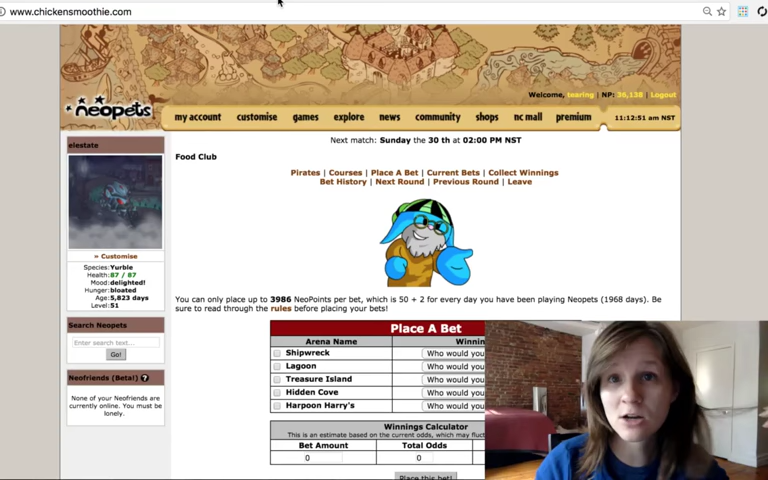 www.chickensmoothie.com
Welcome, tearing | NP: 36,138 | Logout
neopets
my account customise games explore news community shops nc mall premium 11:12:51 am NST
elestate
Next match: Sunday the 30 th at 02:00 PM NST
Food Club
Pirates | Courses | Place A Bet | Current Bets | Collect Winnings
Bet History | Next Round | Previous Round | Leave
» Customise
Species: Yurble
Health: 87 / 87
Mood: delighted!
Hunger: bloated
Age: 5,823 days
Level: 51
Search Neopets
Enter search text...
Go!
Neofriends (Beta!) ?
None of your Neofriends
are currently online. You must be
lonely.
You can only place up to 3986 NeoPoints per bet, which is 50 + 2 for every day you have been playing Neopets (1968 days). Be
sure to read through the rules before placing your bets!
Place A Bet
Arena Name Winnin
Shipwreck Who would you
Lagoon Who would you
Treasure Island Who would you
Hidden Cove Who would you
Harpoon Harry's Who would you
Winnings Calculator
This is an estimate based on the current odds, which may fluct
Bet Amount Total Odds
0 0
Place this bet!